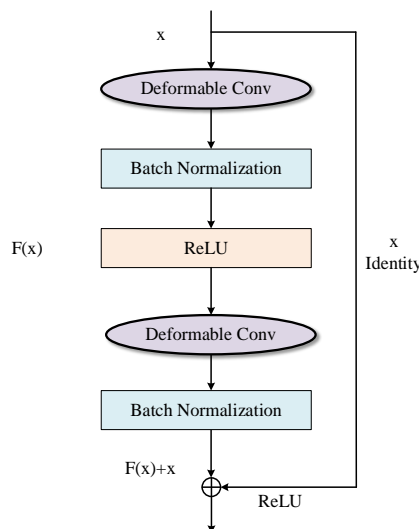 x
Deformable Conv
Batch Normalization
F(x)
ReLU
x
Identity
Deformable Conv
Batch Normalization
F(x)+x
ReLU